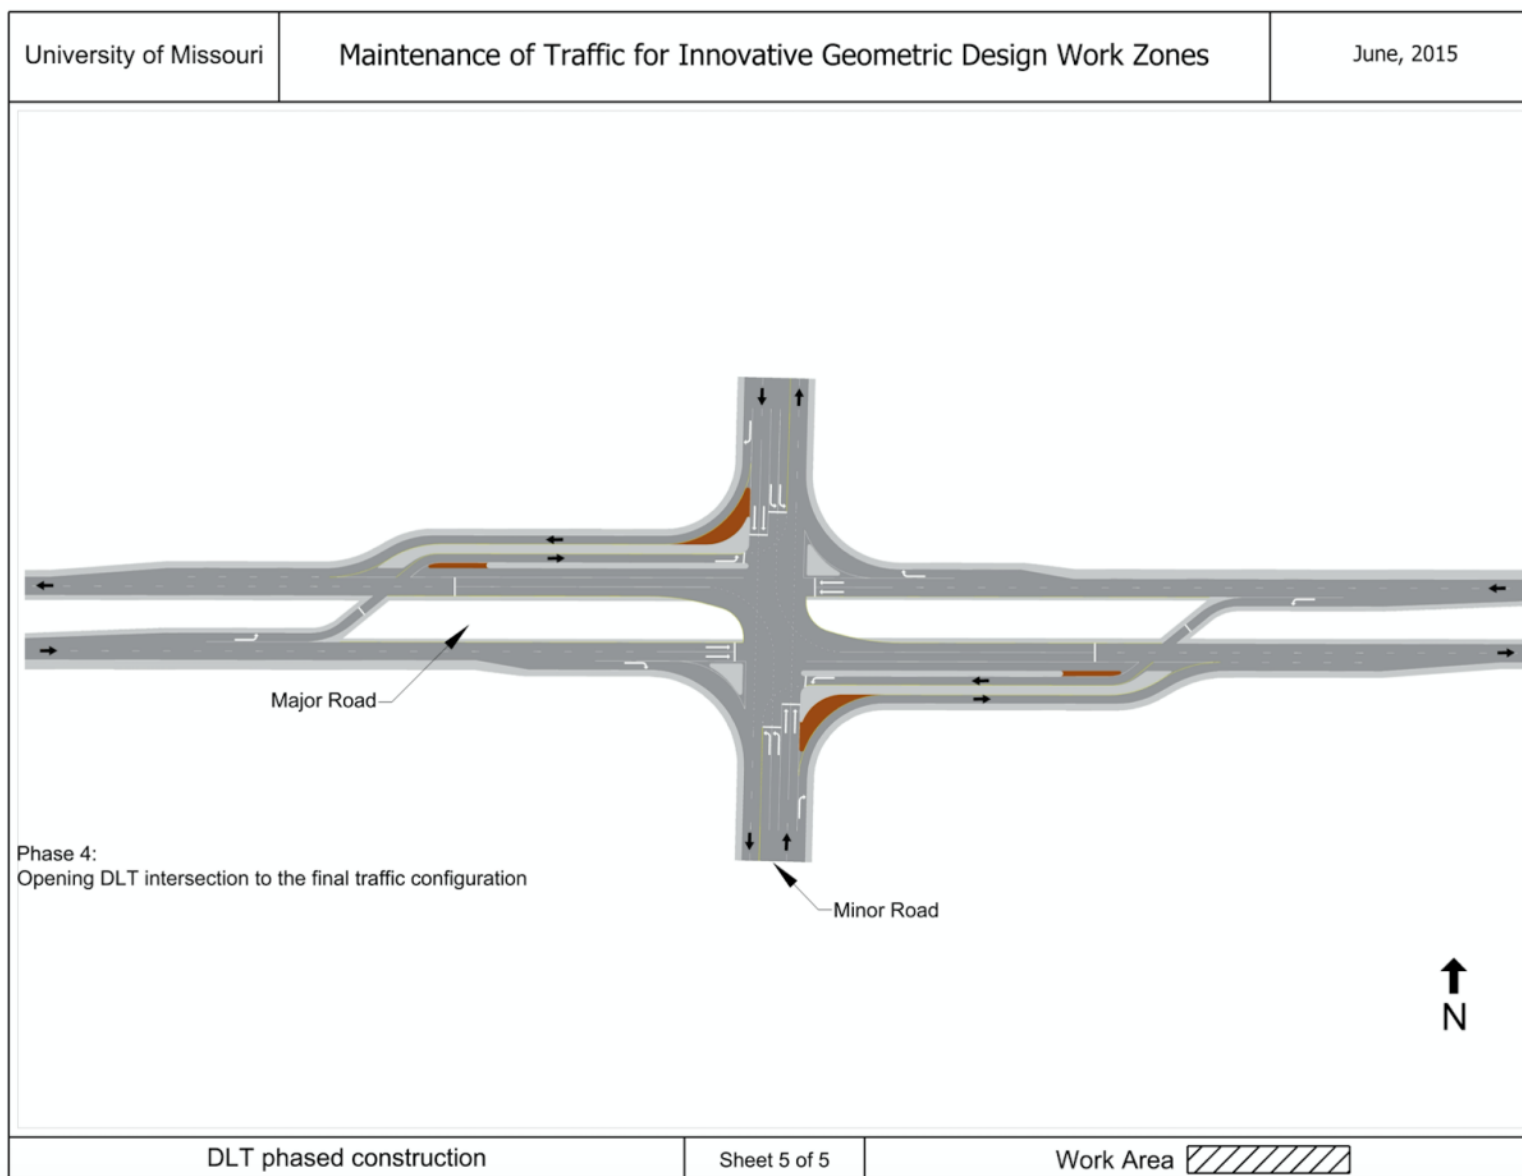 University of Missouri
Maintenance of Traffic for Innovative Geometric Design Work Zones
June, 2015
Major Road
Phase 4:
Opening DLT intersection to the final traffic configuration
Minor Road
N
DLT phased construction
Sheet 5 of 5
Work Area